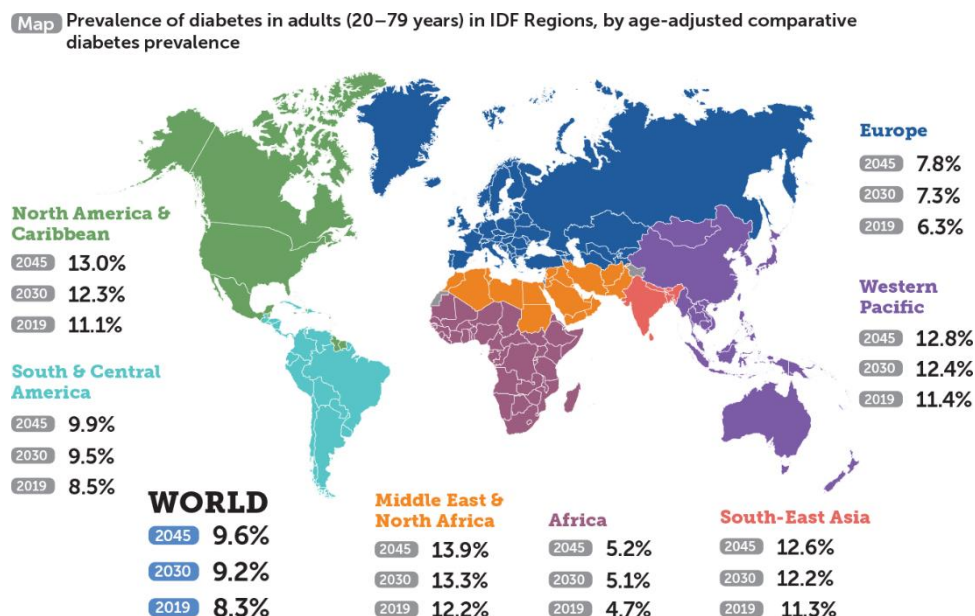 Map Prevalence of diabetes in adults (20–79 years) in IDF Regions, by age-adjusted comparative
diabetes prevalence
North America &
Caribbean
2045 13.0%
2030 12.3%
2019 11.1%
South & Central
America
2045 9.9%
2030 9.5%
2019 8.5%
WORLD
2045 9.6%
2030 9.2%
2019 8.3%
Middle East &
North Africa
2045 13.9%
2030 13.3%
2019 12.2%
Africa
2045 5.2%
2030 5.1%
2019 4.7%
South-East Asia
2045 12.6%
2030 12.2%
2019 11.3%
Europe
2045 7.8%
2030 7.3%
2019 6.3%
Western
Pacific
2045 12.8%
2030 12.4%
2019 11.4%